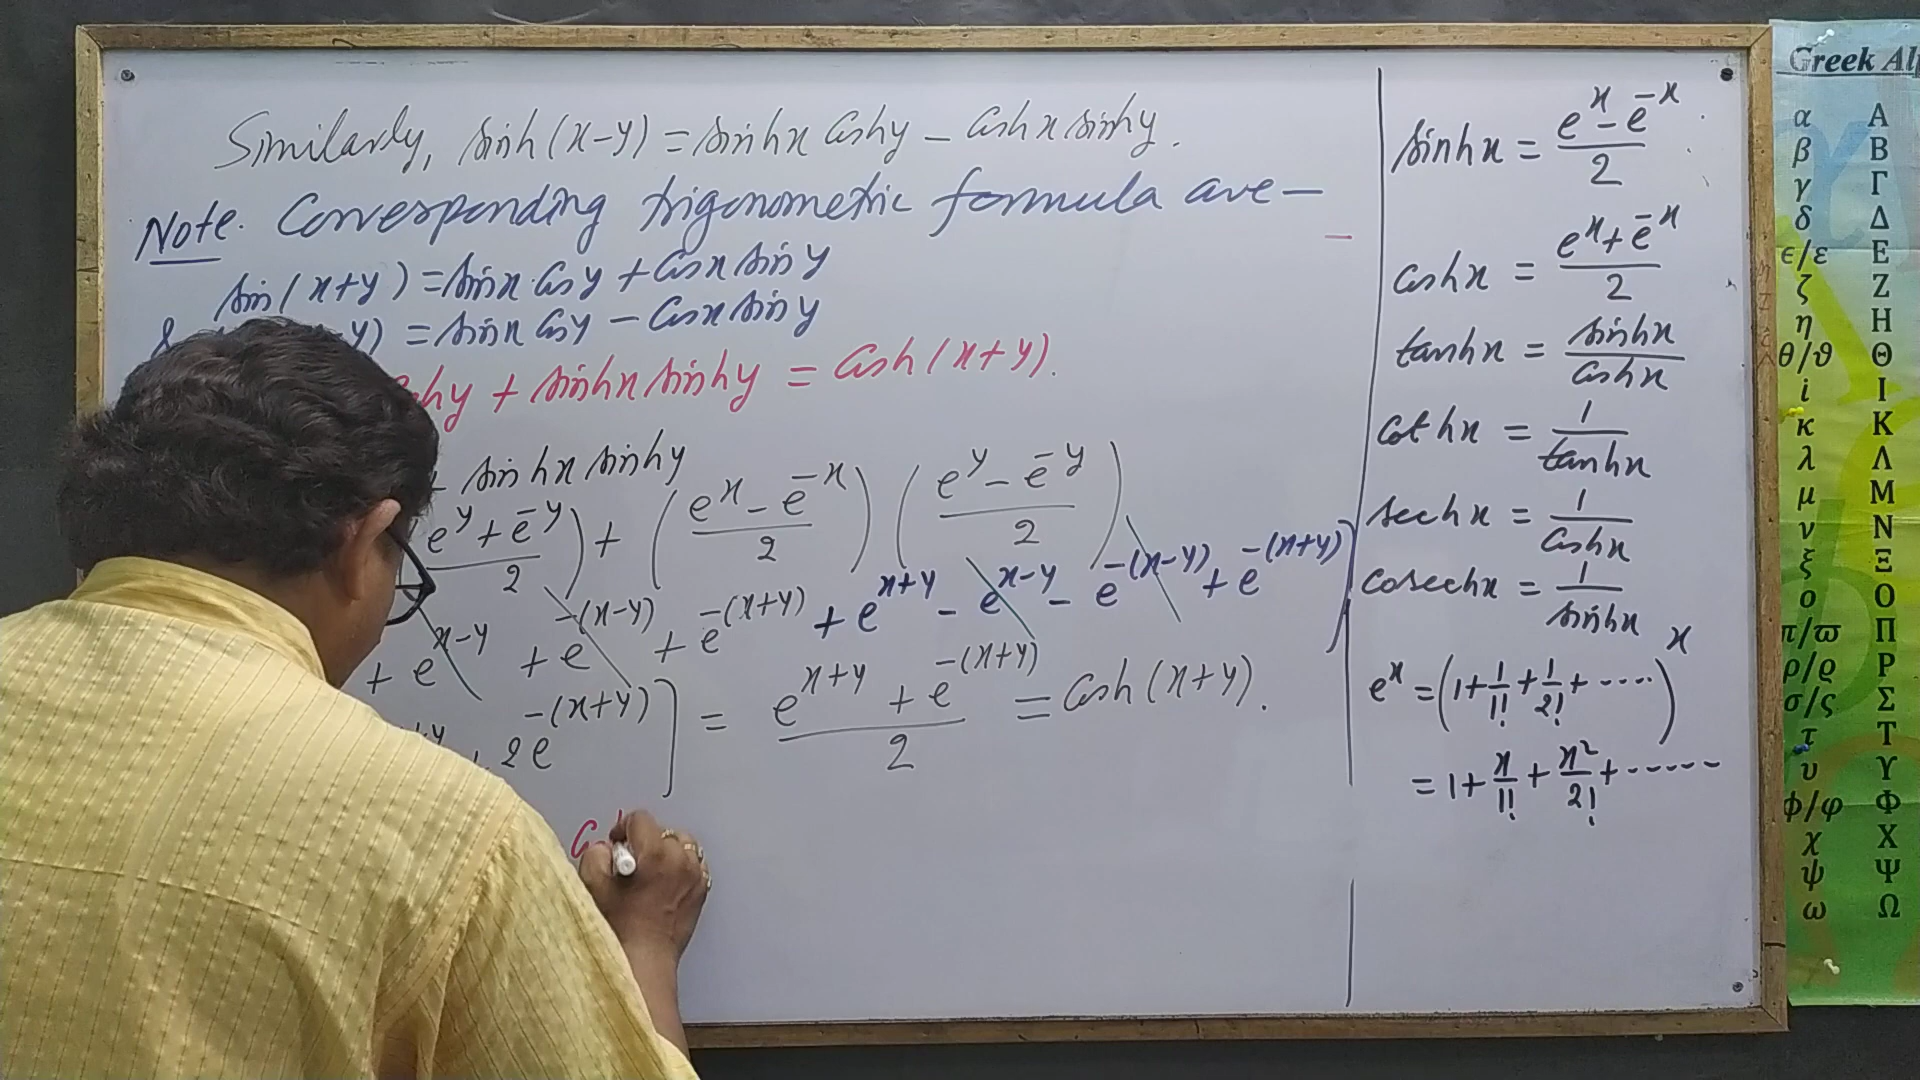 Similarly, sinh(x-y) = sinhx coshy - coshx sinhy.
Note. Corresponding trigonometric formula are-
sin(x+y) = sinx·cosy + cosx siny
& y) = sinx cosy - cosx siny
hy + sinhx sinhy = cosh(x+y).
sinhx sinhy
e^y + e^-y)/2) + ((e^x - e^-x)/2) ((e^y - e^-y)/2)
+ e^(x-y) + e^-(x-y) + e^-(x+y) + e^(x+y) - e^(x-y) - e^-(x-y) + e^-(x+y)]
2e^-(x+y)] = (e^(x+y) + e^-(x+y))/2 = cosh(x+y).
sinhx = (e^x - e^-x)/2
coshx = (e^x + e^-x)/2
tanhx = sinhx/coshx
cothx = 1/tanhx
sechx = 1/coshx
cosechx = 1/sinhx
e^x = (1 + 1/1! + 1/2! + ....)^x
= 1 + x/1! + x²/2! + ......
Greek Al
α Α
β Β
γ Γ
δ Δ
ϵ/ε Ε
ζ Ζ
η Η
θ/ϑ Θ
i Ι
κ Κ
λ Λ
μ Μ
ν Ν
ξ Ξ
ο Ο
π/ϖ Π
ρ/ρ Ρ
σ/ς Σ
τ Τ
υ Υ
ϕ/φ Φ
χ Χ
ψ Ψ
ω Ω